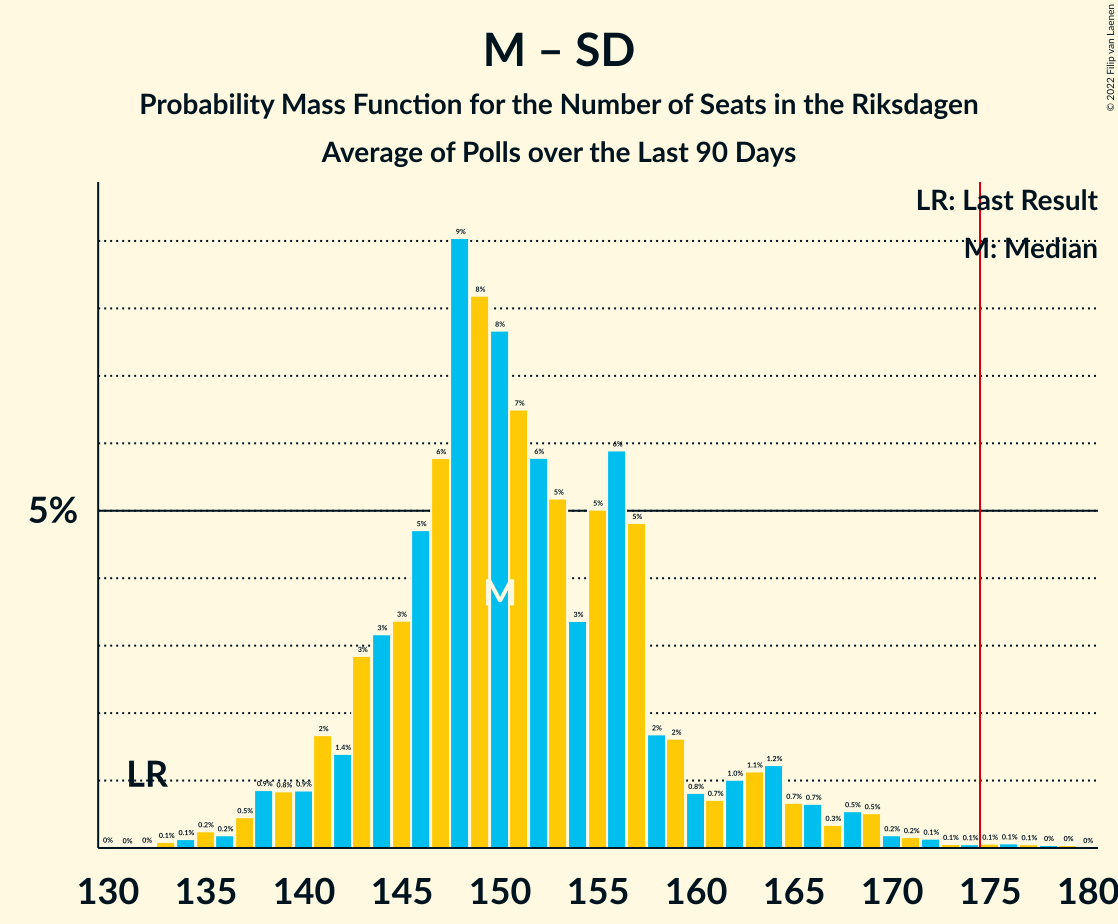 M – SD
Probability Mass Function for the Number of Seats in the Riksdagen
Average of Polls over the Last 90 Days
© 2022 Filip van Laenen
LR: Last Result
M: Median
5%
LR
M
0% 0% 0% 0.1% 0.1% 0.2% 0.2% 0.5% 0.9% 0.8% 0.9% 2% 1.4% 3% 3% 3% 5% 6% 9% 8% 8% 7% 6% 5% 3% 5% 6% 5% 2% 2% 0.8% 0.7% 1.0% 1.1% 1.2% 0.7% 0.7% 0.3% 0.5% 0.5% 0.2% 0.2% 0.1% 0.1% 0.1% 0.1% 0.1% 0.1% 0% 0% 0%
130 135 140 145 150 155 160 165 170 175 180